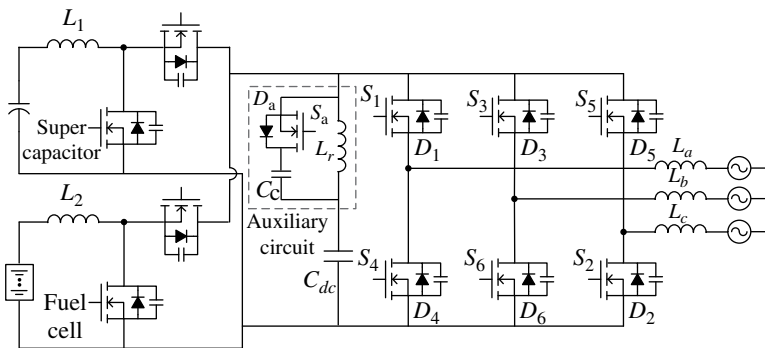 L1
Super
capacitor
L2
Fuel
cell
Da
Sa
Lr
Cc
Auxiliary
circuit
Cdc
S1
D1
S3
D3
S5
D5
La
Lb
Lc
S4
D4
S6
D6
S2
D2